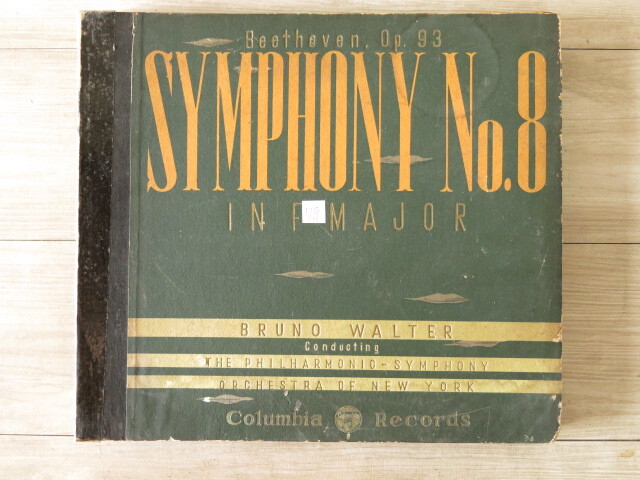 Beethoven, Op. 93
SYMPHONY No. 8
IN F MAJOR
BRUNO WALTER
Conducting
THE PHILHARMONIC-SYMPHONY
ORCHESTRA OF NEW YORK
Columbia Records